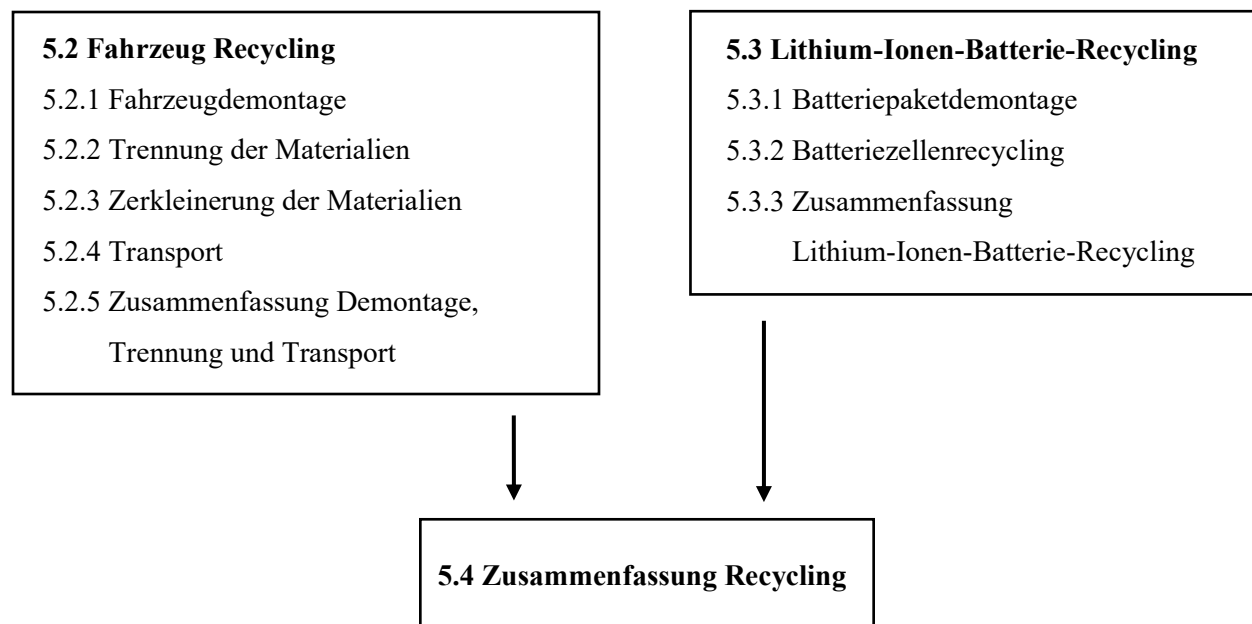 5.2 Fahrzeug Recycling
5.2.1 Fahrzeugdemontage
5.2.2 Trennung der Materialien
5.2.3 Zerkleinerung der Materialien
5.2.4 Transport
5.2.5 Zusammenfassung Demontage,
Trennung und Transport
5.3 Lithium-Ionen-Batterie-Recycling
5.3.1 Batteriepaketdemontage
5.3.2 Batteriezellenrecycling
5.3.3 Zusammenfassung
Lithium-Ionen-Batterie-Recycling
5.4 Zusammenfassung Recycling